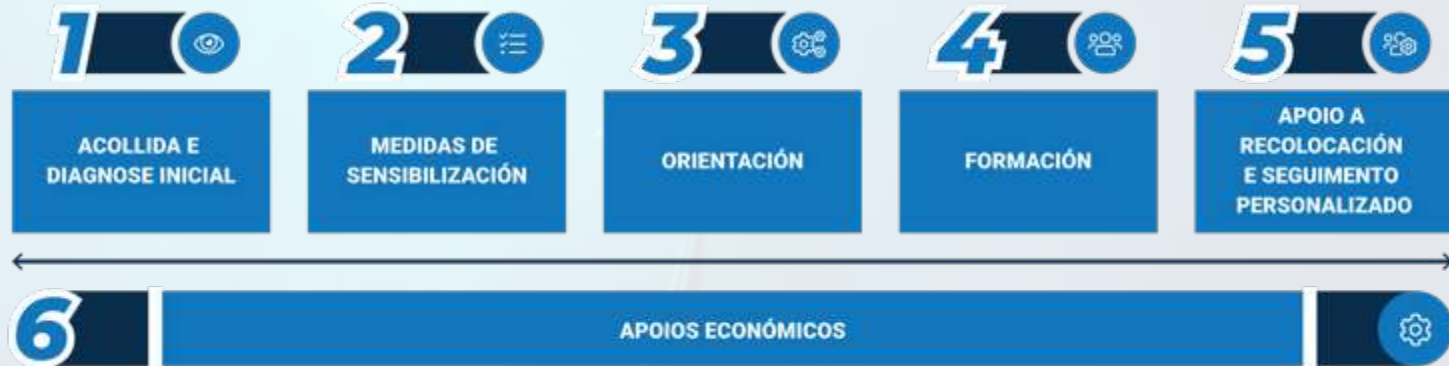 1
ACOLLIDA E
DIAGNOSE INICIAL
2
MEDIDAS DE
SENSIBILIZACIÓN
3
ORIENTACIÓN
4
FORMACIÓN
5
APOIO A
RECOLOCACIÓN
E SEGUIMENTO
PERSONALIZADO
6
APOIOS ECONÓMICOS